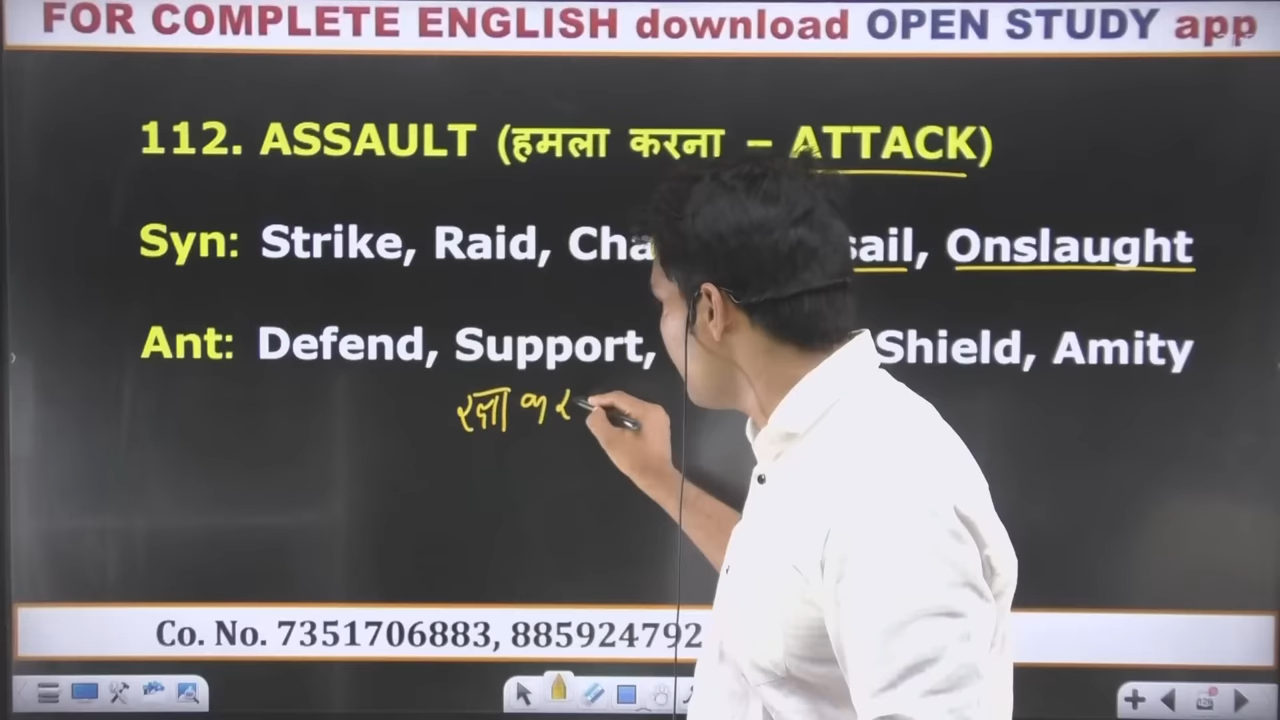 FOR COMPLETE ENGLISH download OPEN STUDY app
112. ASSAULT (हमला करना – ATTACK)
Syn: Strike, Raid, Onslaught
Ant: Defend, Support, Shield, Amity
रक्षा कर
Co. No. 7351706883,